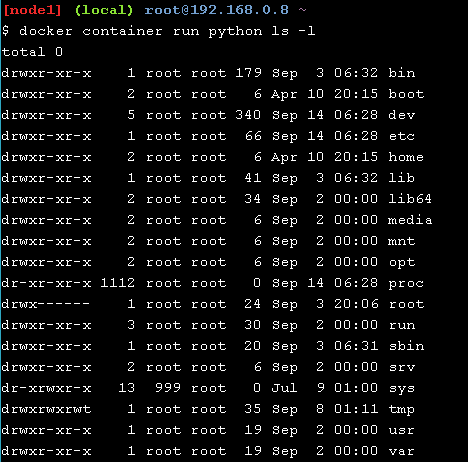 [node1] (local) root@192.168.0.8 ~
$ docker container run python ls -l
total 0
drwxr-xr-x 1 root root 179 Sep 3 06:32 bin
drwxr-xr-x 2 root root 6 Apr 10 20:15 boot
drwxr-xr-x 5 root root 340 Sep 14 06:28 dev
drwxr-xr-x 1 root root 66 Sep 14 06:28 etc
drwxr-xr-x 2 root root 6 Apr 10 20:15 home
drwxr-xr-x 1 root root 41 Sep 3 06:32 lib
drwxr-xr-x 2 root root 34 Sep 2 00:00 lib64
drwxr-xr-x 2 root root 6 Sep 2 00:00 media
drwxr-xr-x 2 root root 6 Sep 2 00:00 mnt
drwxr-xr-x 2 root root 6 Sep 2 00:00 opt
dr-xr-xr-x 1112 root root 0 Sep 14 06:28 proc
drwx------ 1 root root 24 Sep 3 20:06 root
drwxr-xr-x 3 root root 30 Sep 2 00:00 run
drwxr-xr-x 1 root root 20 Sep 3 06:31 sbin
drwxr-xr-x 2 root root 6 Sep 2 00:00 srv
dr-xrwxr-x 13 999 root 0 Jul 9 01:00 sys
drwxrwxrwt 1 root root 35 Sep 8 01:11 tmp
drwxr-xr-x 1 root root 19 Sep 2 00:00 usr
drwxr-xr-x 1 root root 19 Sep 2 00:00 var